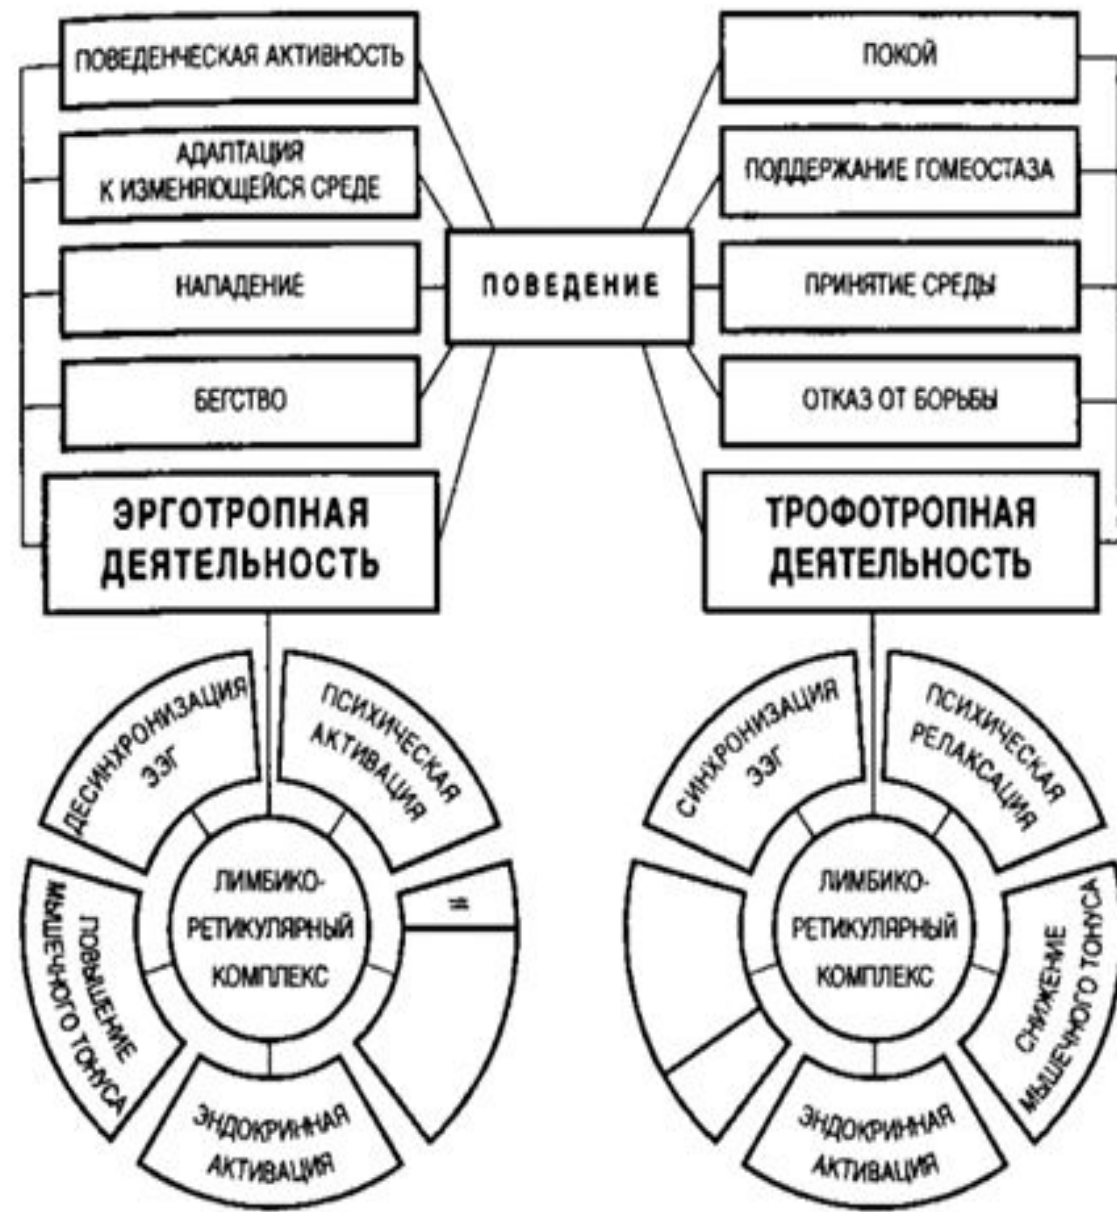 ПОВЕДЕНЧЕСКАЯ АКТИВНОСТЬ
АДАПТАЦИЯ
К ИЗМЕНЯЮЩЕЙСЯ СРЕДЕ
НАПАДЕНИЕ
БЕГСТВО
ЭРГОТРОПНАЯ
ДЕЯТЕЛЬНОСТЬ
ПОВЕДЕНИЕ
ПОКОЙ
ПОДДЕРЖАНИЕ ГОМЕОСТАЗА
ПРИНЯТИЕ СРЕДЫ
ОТКАЗ ОТ БОРЬБЫ
ТРОФОТРОПНАЯ
ДЕЯТЕЛЬНОСТЬ
ДЕСИНХРОНИЗАЦИЯ
ЭЭГ
ПСИХИЧЕСКАЯ
АКТИВАЦИЯ
ПОВЫШЕНИЕ
МЫШЕЧНОГО ТОНУСА
ЛИМБИКО-
РЕТИКУЛЯРНЫЙ
КОМПЛЕКС
ЭНДОКРИННАЯ
АКТИВАЦИЯ
СИНХРОНИЗАЦИЯ
ЭЭГ
ПСИХИЧЕСКАЯ
РЕЛАКСАЦИЯ
ЛИМБИКО-
РЕТИКУЛЯРНЫЙ
КОМПЛЕКС
СНИЖЕНИЕ
МЫШЕЧНОГО ТОНУСА
ЭНДОКРИННАЯ
АКТИВАЦИЯ